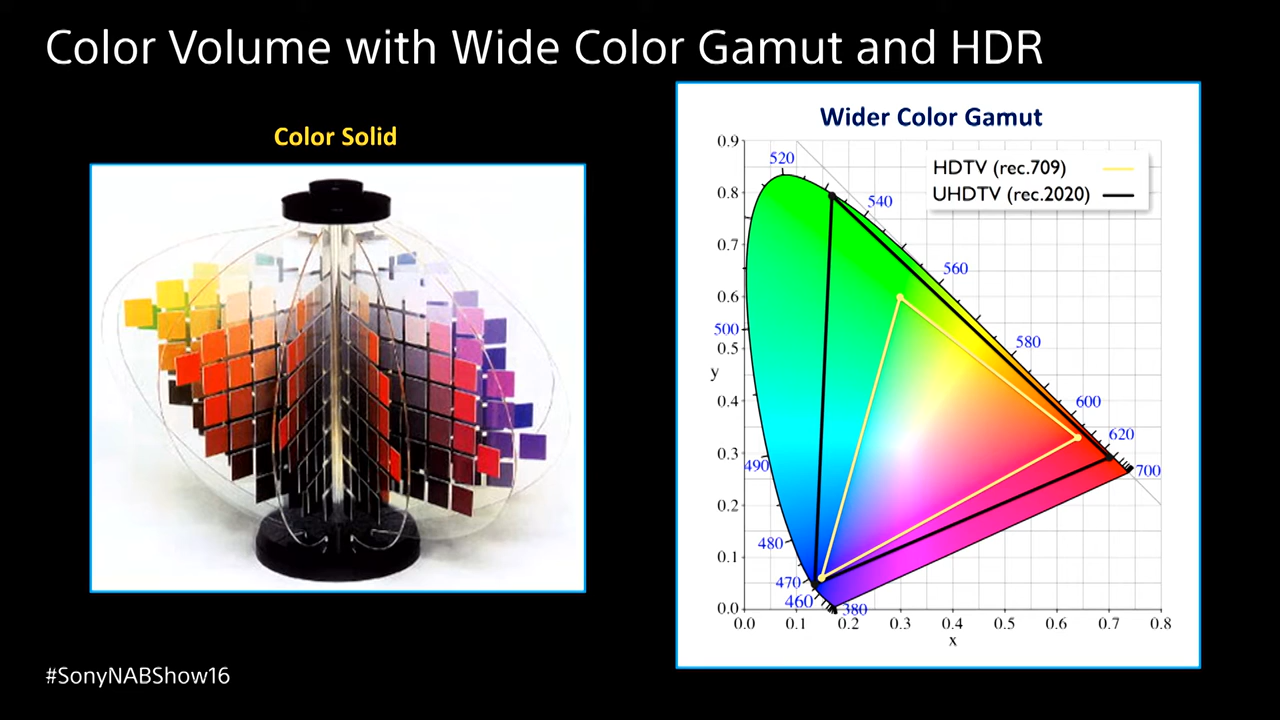 Color Volume with Wide Color Gamut and HDR
Color Solid
Wider Color Gamut
HDTV (rec.709)
UHDTV (rec.2020)
0.9
0.8
0.7
0.6
0.5
y
0.4
0.3
0.2
0.1
0.0
520
540
560
500
580
600
620
490
700
480
470
460
380
0.0 0.1 0.2 0.3 0.4 0.5 0.6 0.7 0.8
x
#SonyNABShow16